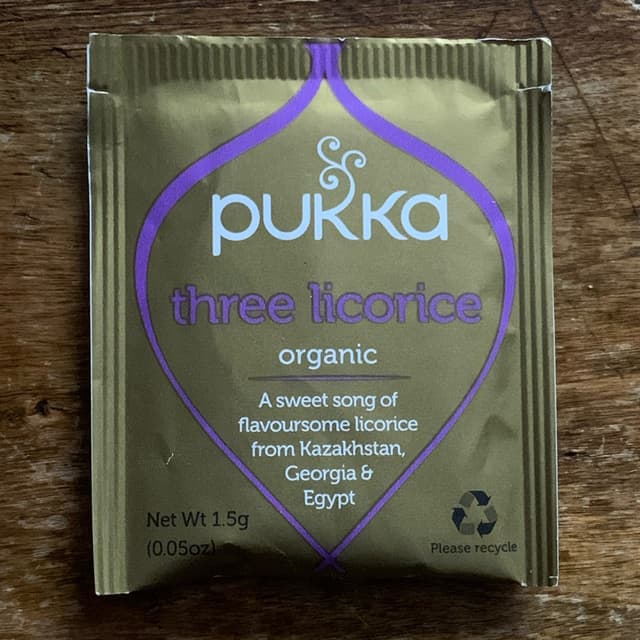 pukka
three licorice
organic
A sweet song of
flavoursome licorice
from Kazakhstan,
Georgia &
Egypt
Net Wt 1.5g
(0.05oz)
Please recycle